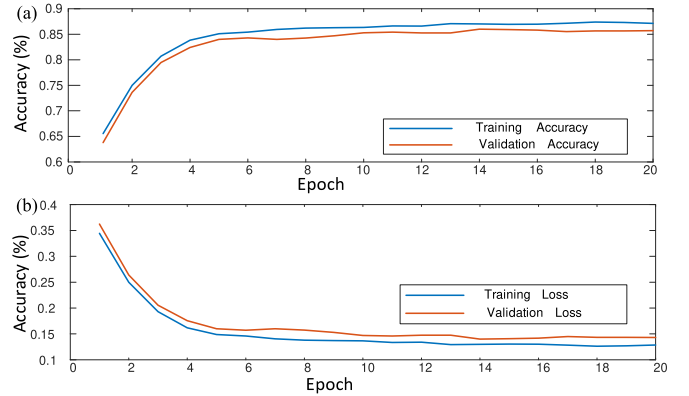 (a)
Accuracy (%)
0.9
0.85
0.8
0.75
0.7
0.65
0.6
0 2 4 6 8 10 12 14 16 18 20
Epoch
Training Accuracy
Validation Accuracy
(b)
Accuracy (%)
0.4
0.35
0.3
0.25
0.2
0.15
0.1
0 2 4 6 8 10 12 14 16 18 20
Epoch
Training Loss
Validation Loss